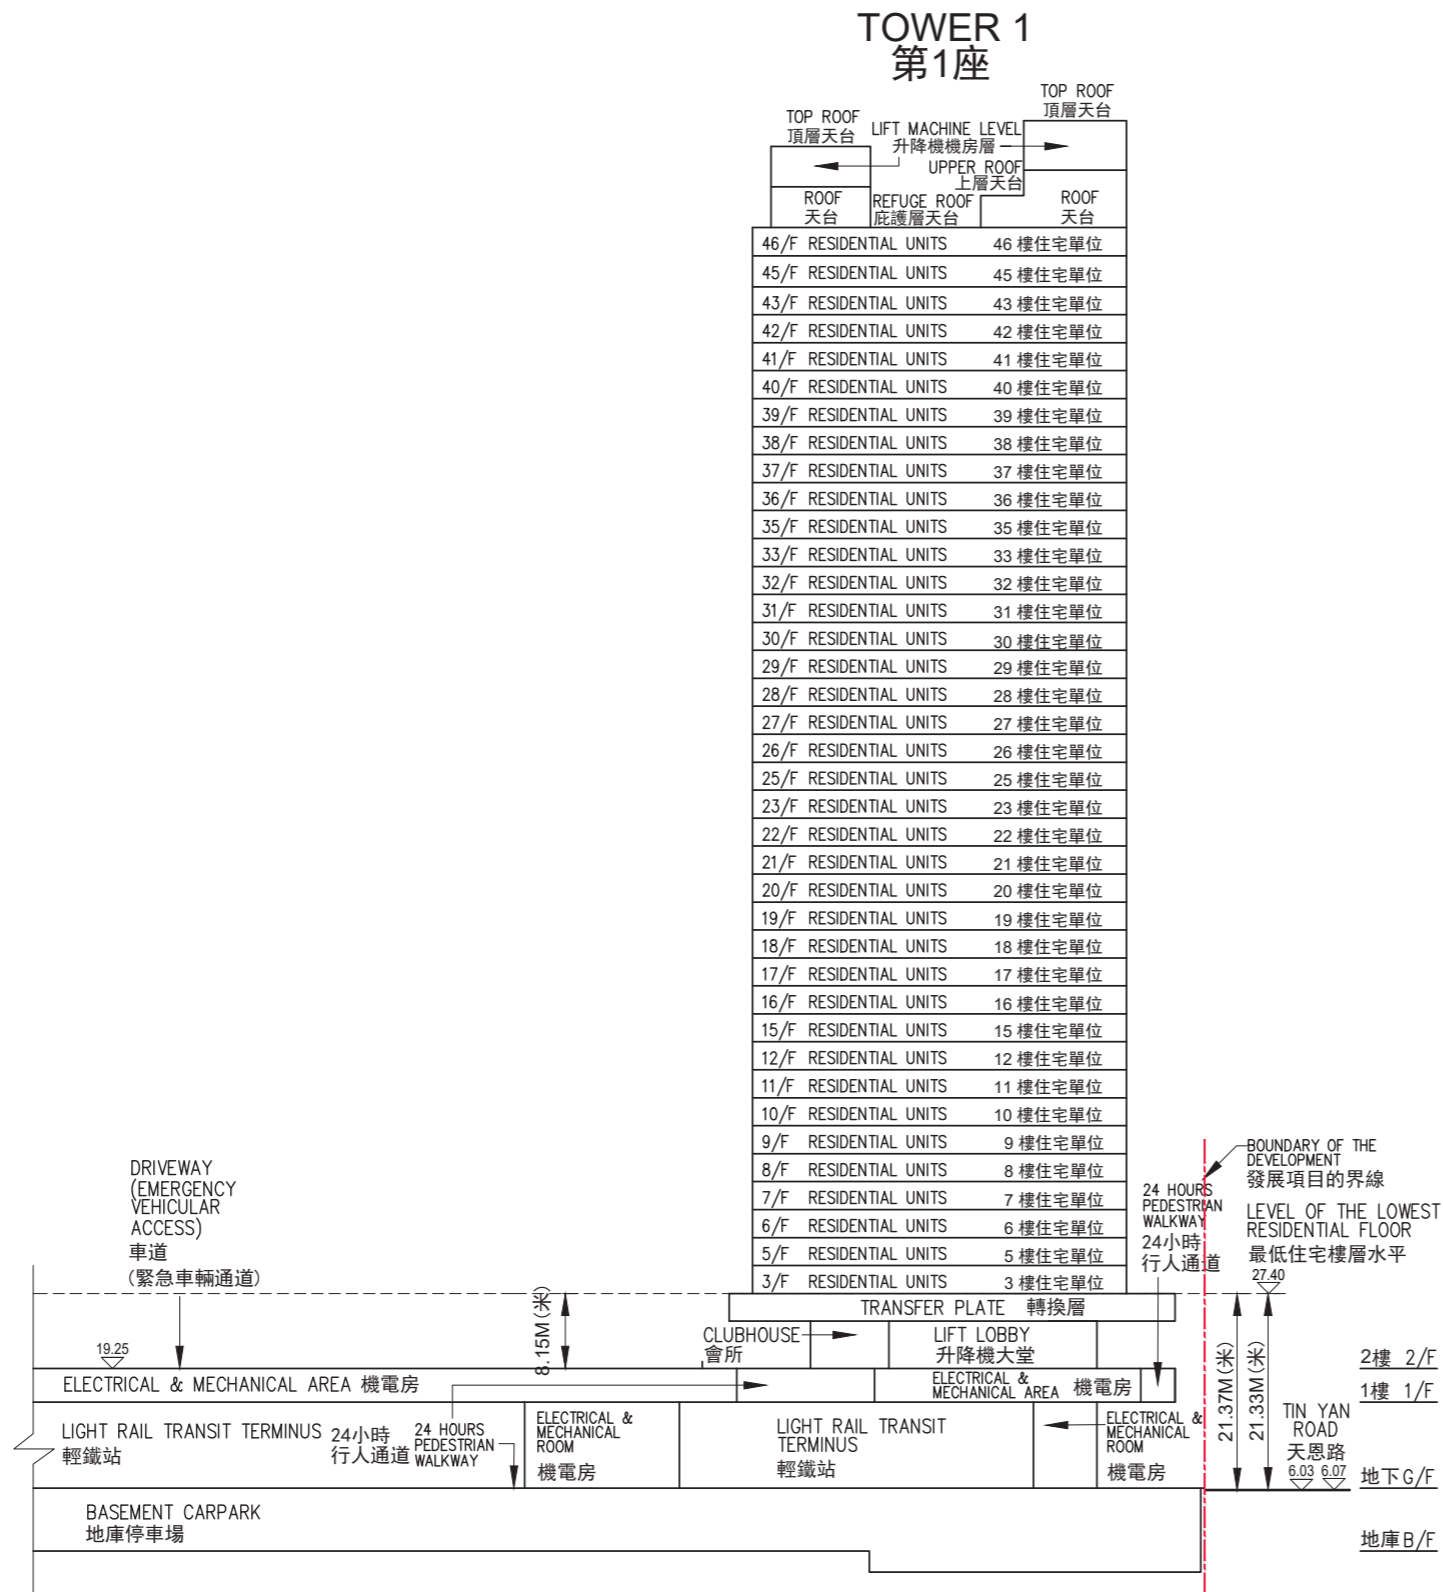 TOWER 1
第1座
TOP ROOF
頂層天台
TOP ROOF
頂層天台
LIFT MACHINE LEVEL
升降機機房層
UPPER ROOF
上層天台
ROOF
天台
REFUGE ROOF
庇護層天台
ROOF
天台
46/F RESIDENTIAL UNITS 46 樓住宅單位
45/F RESIDENTIAL UNITS 45 樓住宅單位
43/F RESIDENTIAL UNITS 43 樓住宅單位
42/F RESIDENTIAL UNITS 42 樓住宅單位
41/F RESIDENTIAL UNITS 41 樓住宅單位
40/F RESIDENTIAL UNITS 40 樓住宅單位
39/F RESIDENTIAL UNITS 39 樓住宅單位
38/F RESIDENTIAL UNITS 38 樓住宅單位
37/F RESIDENTIAL UNITS 37 樓住宅單位
36/F RESIDENTIAL UNITS 36 樓住宅單位
35/F RESIDENTIAL UNITS 35 樓住宅單位
33/F RESIDENTIAL UNITS 33 樓住宅單位
32/F RESIDENTIAL UNITS 32 樓住宅單位
31/F RESIDENTIAL UNITS 31 樓住宅單位
30/F RESIDENTIAL UNITS 30 樓住宅單位
29/F RESIDENTIAL UNITS 29 樓住宅單位
28/F RESIDENTIAL UNITS 28 樓住宅單位
27/F RESIDENTIAL UNITS 27 樓住宅單位
26/F RESIDENTIAL UNITS 26 樓住宅單位
25/F RESIDENTIAL UNITS 25 樓住宅單位
23/F RESIDENTIAL UNITS 23 樓住宅單位
22/F RESIDENTIAL UNITS 22 樓住宅單位
21/F RESIDENTIAL UNITS 21 樓住宅單位
20/F RESIDENTIAL UNITS 20 樓住宅單位
19/F RESIDENTIAL UNITS 19 樓住宅單位
18/F RESIDENTIAL UNITS 18 樓住宅單位
17/F RESIDENTIAL UNITS 17 樓住宅單位
16/F RESIDENTIAL UNITS 16 樓住宅單位
15/F RESIDENTIAL UNITS 15 樓住宅單位
12/F RESIDENTIAL UNITS 12 樓住宅單位
11/F RESIDENTIAL UNITS 11 樓住宅單位
10/F RESIDENTIAL UNITS 10 樓住宅單位
9/F RESIDENTIAL UNITS 9 樓住宅單位
8/F RESIDENTIAL UNITS 8 樓住宅單位
7/F RESIDENTIAL UNITS 7 樓住宅單位
6/F RESIDENTIAL UNITS 6 樓住宅單位
5/F RESIDENTIAL UNITS 5 樓住宅單位
3/F RESIDENTIAL UNITS 3 樓住宅單位
BOUNDARY OF THE
DEVELOPMENT
發展項目的界線
DRIVEWAY
(EMERGENCY
VEHICULAR
ACCESS)
車道
(緊急車輛通道)
24 HOURS
PEDESTRIAN
WALKWAY
24小時
行人通道
LEVEL OF THE LOWEST
RESIDENTIAL FLOOR
最低住宅樓層水平
27.40
TRANSFER PLATE 轉換層
8.15M(米)
CLUBHOUSE
會所
LIFT LOBBY
升降機大堂
19.25
21.37M(米)
21.33M(米)
2樓 2/F
ELECTRICAL & MECHANICAL AREA 機電房
ELECTRICAL &
MECHANICAL AREA 機電房
1樓 1/F
LIGHT RAIL TRANSIT TERMINUS
輕鐵站
24小時
行人通道
24 HOURS
PEDESTRIAN
WALKWAY
ELECTRICAL &
MECHANICAL
ROOM
機電房
LIGHT RAIL TRANSIT
TERMINUS
輕鐵站
ELECTRICAL &
MECHANICAL
ROOM
機電房
TIN YAN
ROAD
天恩路
6.03 6.07
地下 G/F
BASEMENT CARPARK
地庫停車場
地庫 B/F